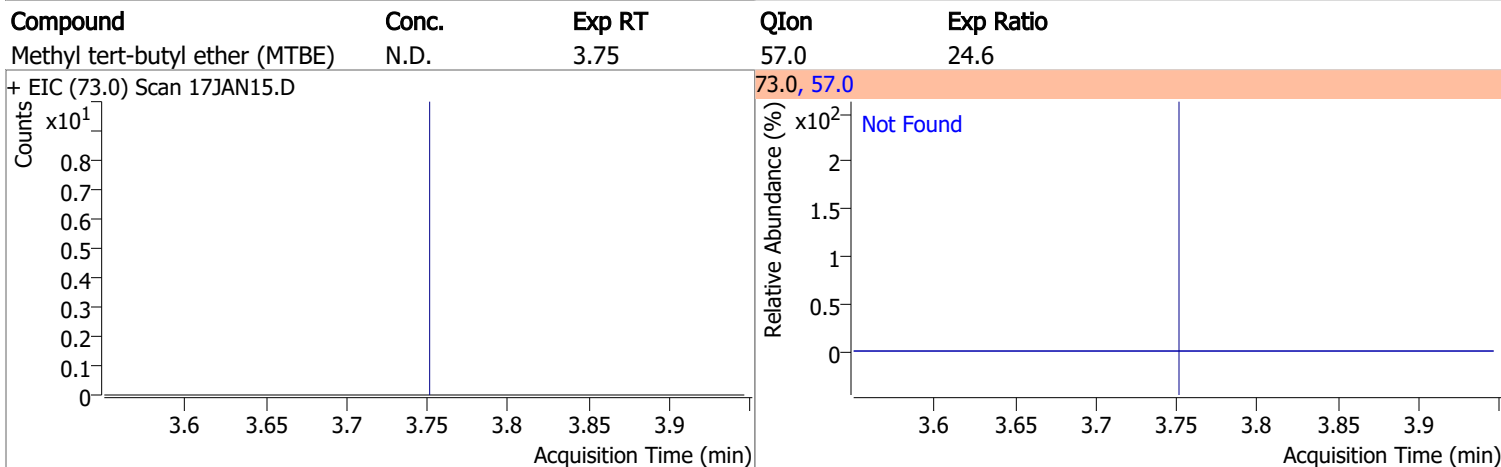 Compound Conc. Exp RT QIon Exp Ratio
Methyl tert-butyl ether (MTBE) N.D. 3.75 57.0 24.6
+ EIC (73.0) Scan 17JAN15.D
Counts
x10¹
0.8
0.7
0.6
0.5
0.4
0.3
0.2
0.1
0
3.6 3.65 3.7 3.75 3.8 3.85 3.9
Acquisition Time (min)
73.0, 57.0
Relative Abundance (%)
x10²
Not Found
2
1.5
1
0.5
0
3.6 3.65 3.7 3.75 3.8 3.85 3.9
Acquisition Time (min)